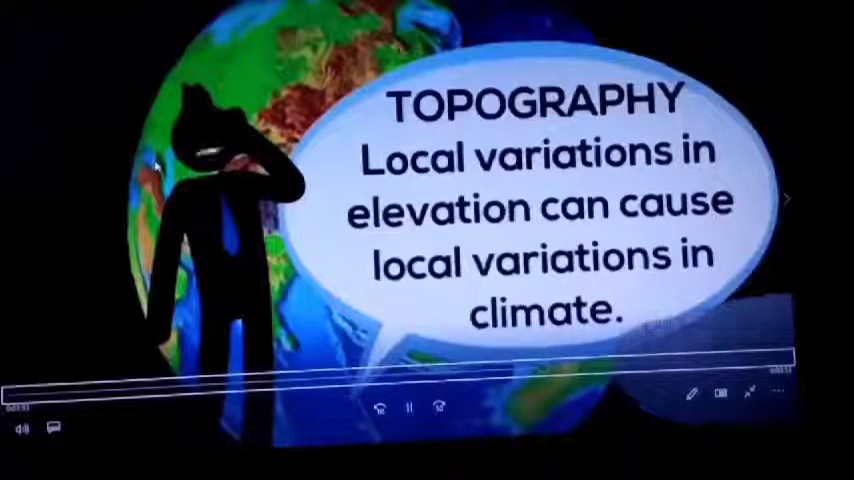 TOPOGRAPHY
Local variations in
elevation can cause
local variations in
climate.